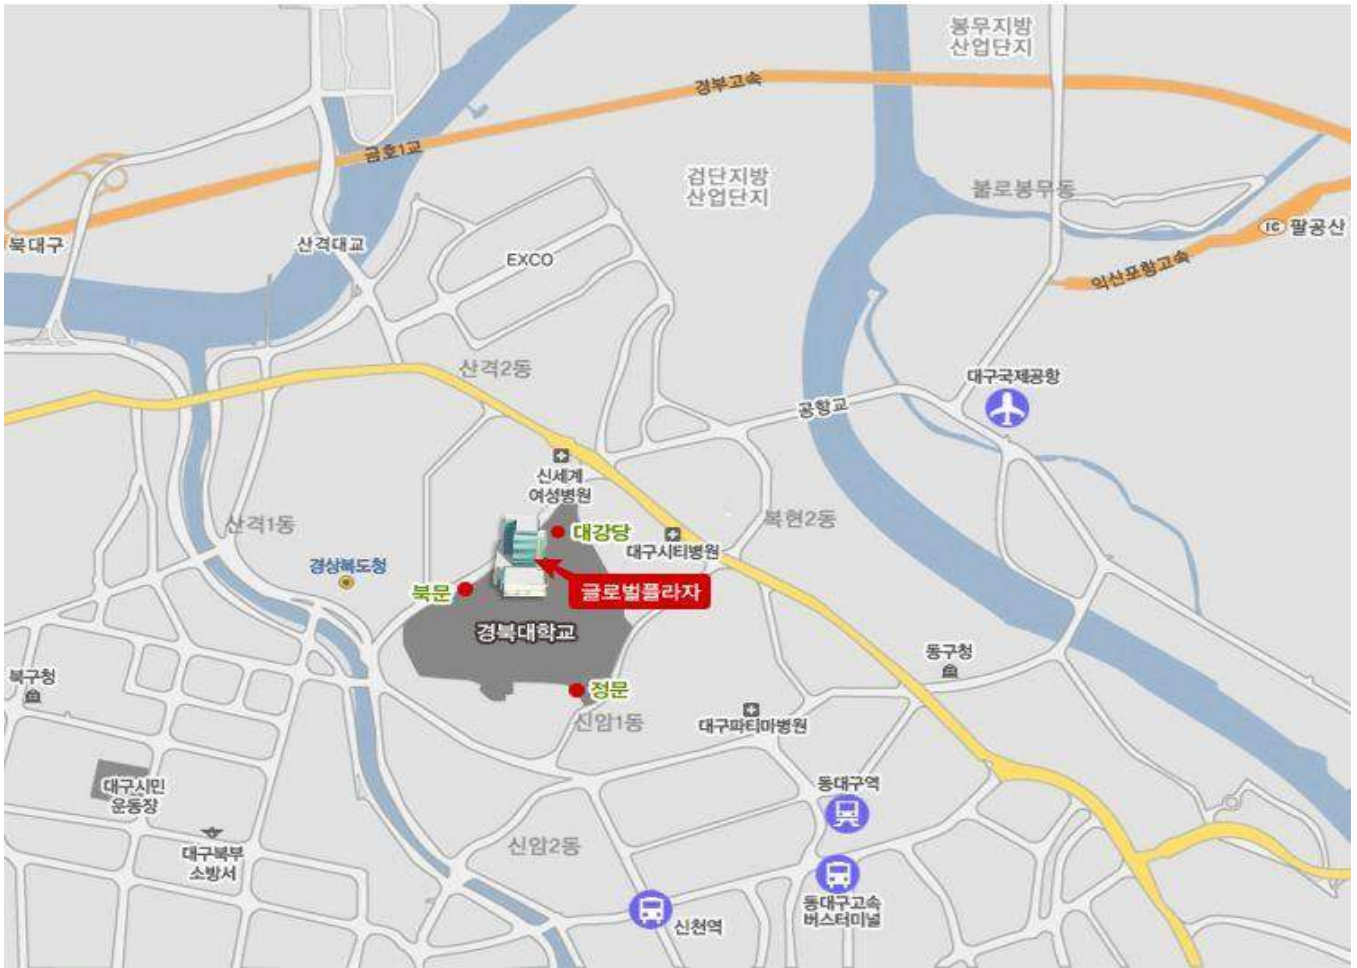 봉무지방
산업단지
경부고속
금호1교
검단지방
산업단지
불로봉무동
IC 팔공산
북대구
산격대교
EXCO
익산포항고속
산격2동
대구국제공항
공항교
신세계
여성병원
산격1동
대강당
복현2동
대구시티병원
경상북도청
북문
글로벌플라자
경북대학교
동구청
북구청
정문
신암1동
대구파티마병원
대구시민
운동장
동대구역
대구북부
소방서
신암2동
동대구고속
버스터미널
신천역